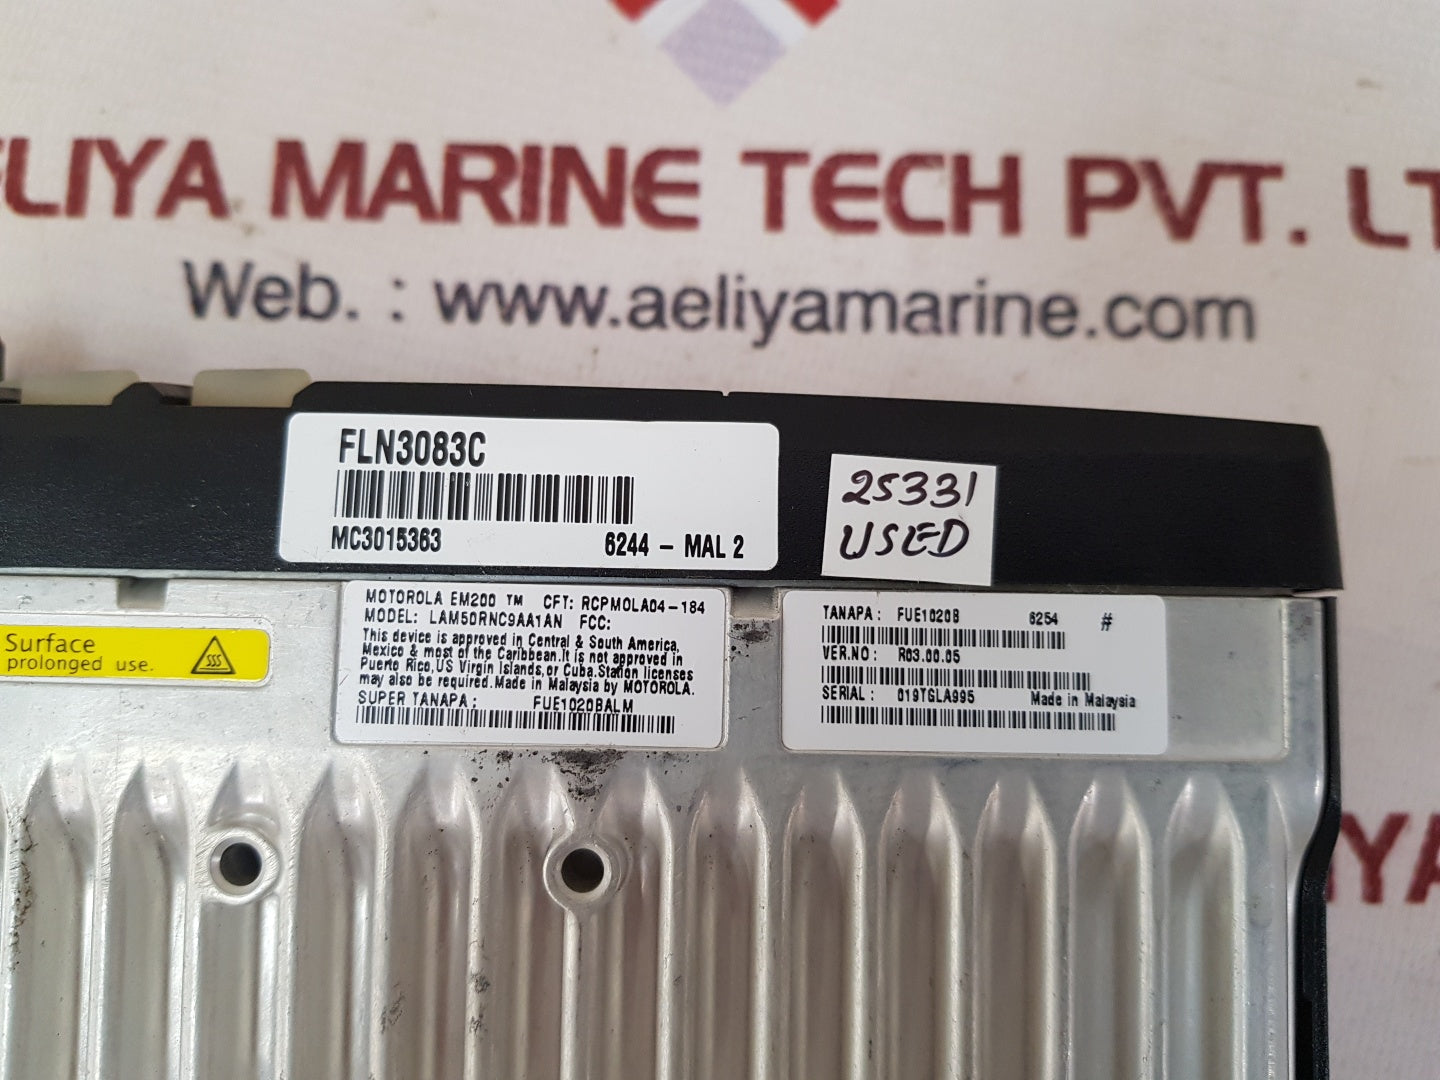 ELIYA MARINE TECH PVT. LT
Web. : www.aeliyamarine.com
FLN3083C
MC3015363 6244 - MAL 2
25331
USED
Surface
prolonged use.
MOTOROLA EM200 TM CFT: RCPMOLA04-184
MODEL: LAM50RNC9AA1AN FCC:
This device is approved in Central & South America,
Mexico & most of the Caribbean.It is not approved in
Puerto Rico,US Virgin Islands,or Cuba.Station licenses
may also be required.Made in Malaysia by MOTOROLA.
SUPER TANAPA: FUE1020BALM
TANAPA: FUE1020B 6254 #
VER.NO: R03.00.05
SERIAL: 019TGLA995 Made in Malaysia
IYA